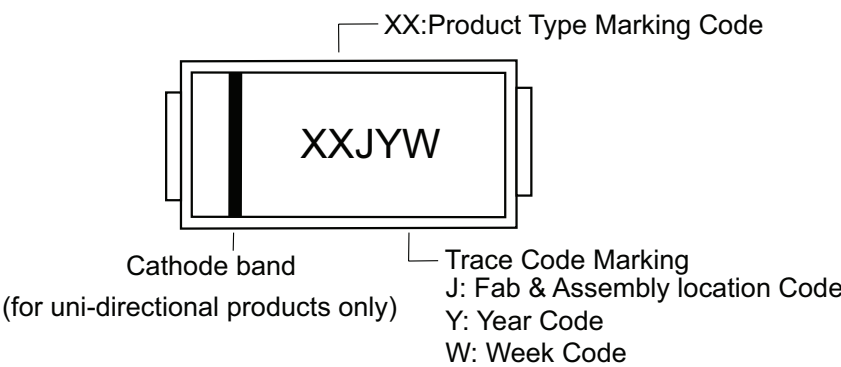 XX:Product Type Marking Code
XXJYW
Cathode band
(for uni-directional products only)
Trace Code Marking
J: Fab & Assembly location Code
Y: Year Code
W: Week Code